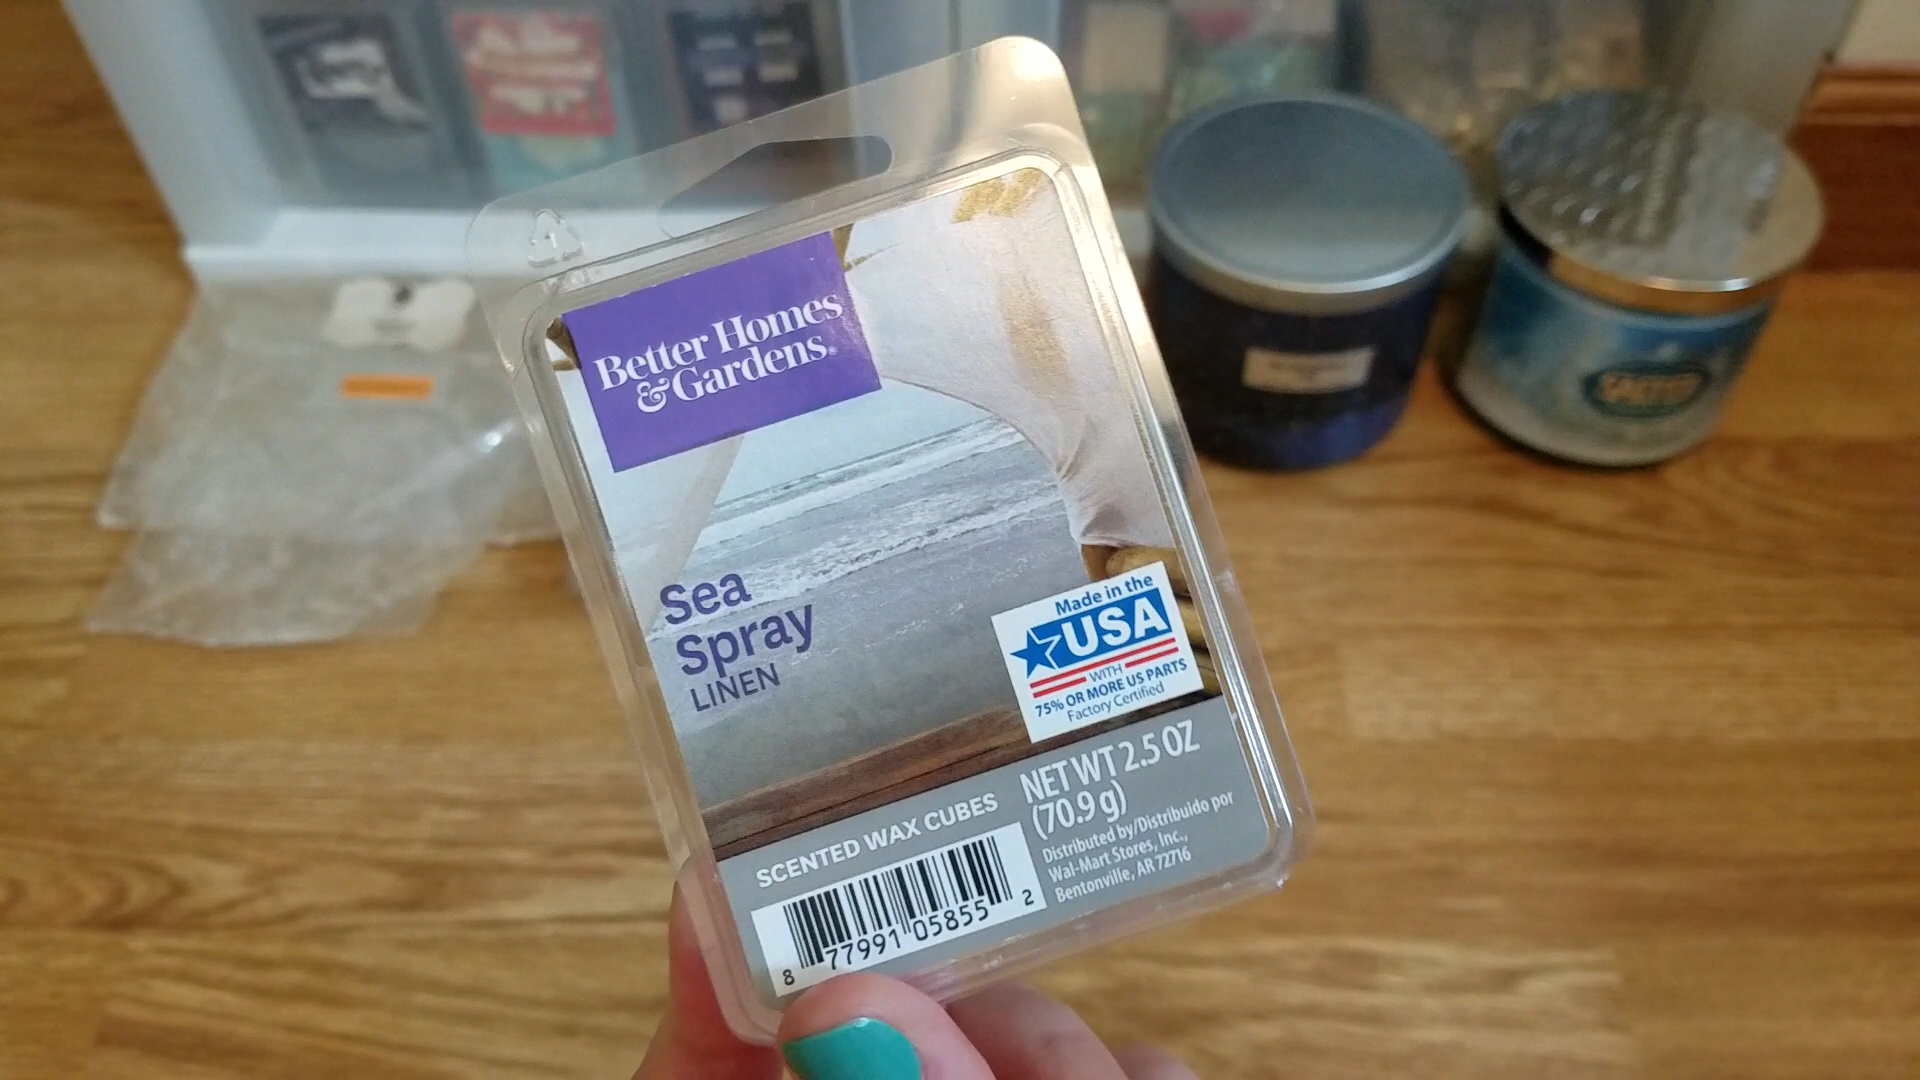 Better Homes
& Gardens®
Sea
Spray
LINEN
Made in the
USA
WITH
75% OR MORE US PARTS
Factory Certified
SCENTED WAX CUBES
NET WT 2.5 OZ
(70.9 g)
Distributed by/Distribuido por
Wal-Mart Stores, Inc.,
Bentonville, AR 72716
8 77991 05855 2
1